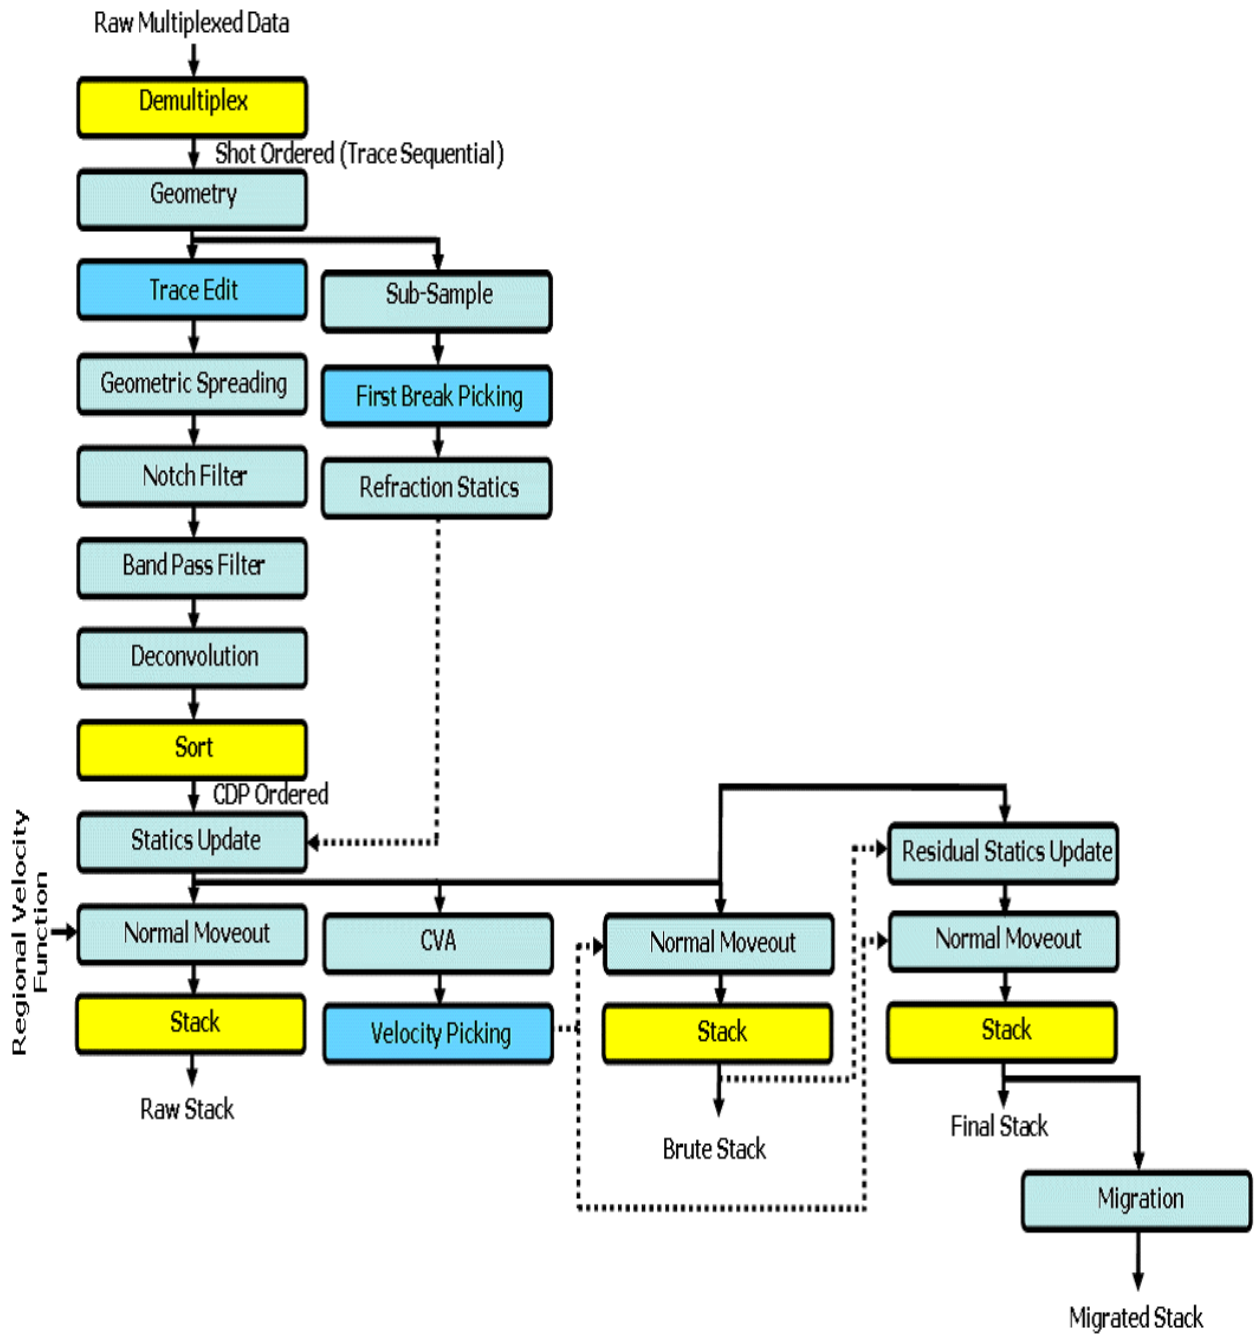 Raw Multiplexed Data
Demultiplex
Shot Ordered (Trace Sequential)
Geometry
Trace Edit
Sub-Sample
Geometric Spreading
First Break Picking
Notch Filter
Refraction Statics
Band Pass Filter
Deconvolution
Sort
CDP Ordered
Statics Update
Residual Statics Update
Regional Velocity
Function
Normal Moveout
CVA
Normal Moveout
Normal Moveout
Stack
Velocity Picking
Stack
Stack
Raw Stack
Brute Stack
Final Stack
Migration
Migrated Stack